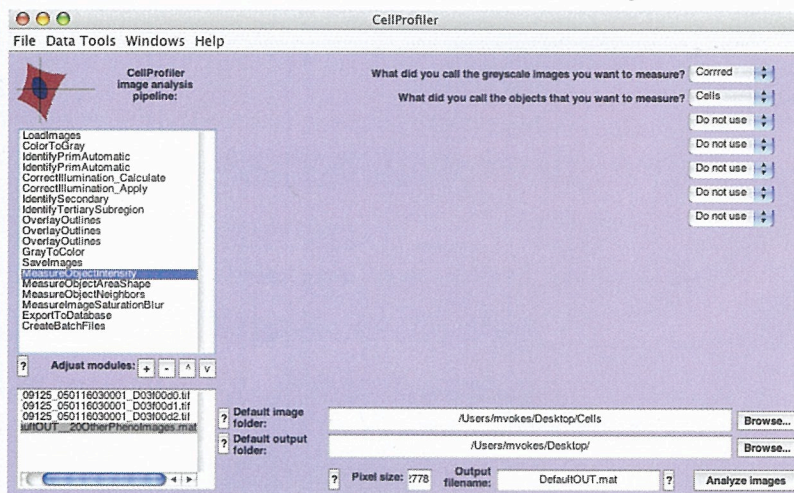 CellProfiler
File Data Tools Windows Help
CellProfiler
image analysis
pipeline:
What did you call the greyscale images you want to measure? Corrred
What did you call the objects that you want to measure? Cells
Do not use
Do not use
Do not use
Do not use
Do not use
LoadImages
ColorToGray
IdentifyPrimAutomatic
IdentifyPrimAutomatic
CorrectIllumination_Calculate
CorrectIllumination_Apply
IdentifySecondary
IdentifyTertiarySubregion
OverlayOutlines
OverlayOutlines
OverlayOutlines
GrayToColor
SaveImages
MeasureObjectIntensity
MeasureObjectAreaShape
MeasureObjectNeighbors
MeasureImageSaturationBlur
ExportToDatabase
CreateBatchFiles
? Adjust modules: + - ^ v
09125_050116030001_D03f00d0.tif
09125_050116030001_D03f00d1.tif
09125_050116030001_D03f00d2.tif
aultOUT__20OtherPhenoImages.mat
? Default image folder: /Users/mvokes/Desktop/Cells Browse...
? Default output folder: /Users/mvokes/Desktop/ Browse...
? Pixel size: 2778 Output filename: DefaultOUT.mat ? Analyze images